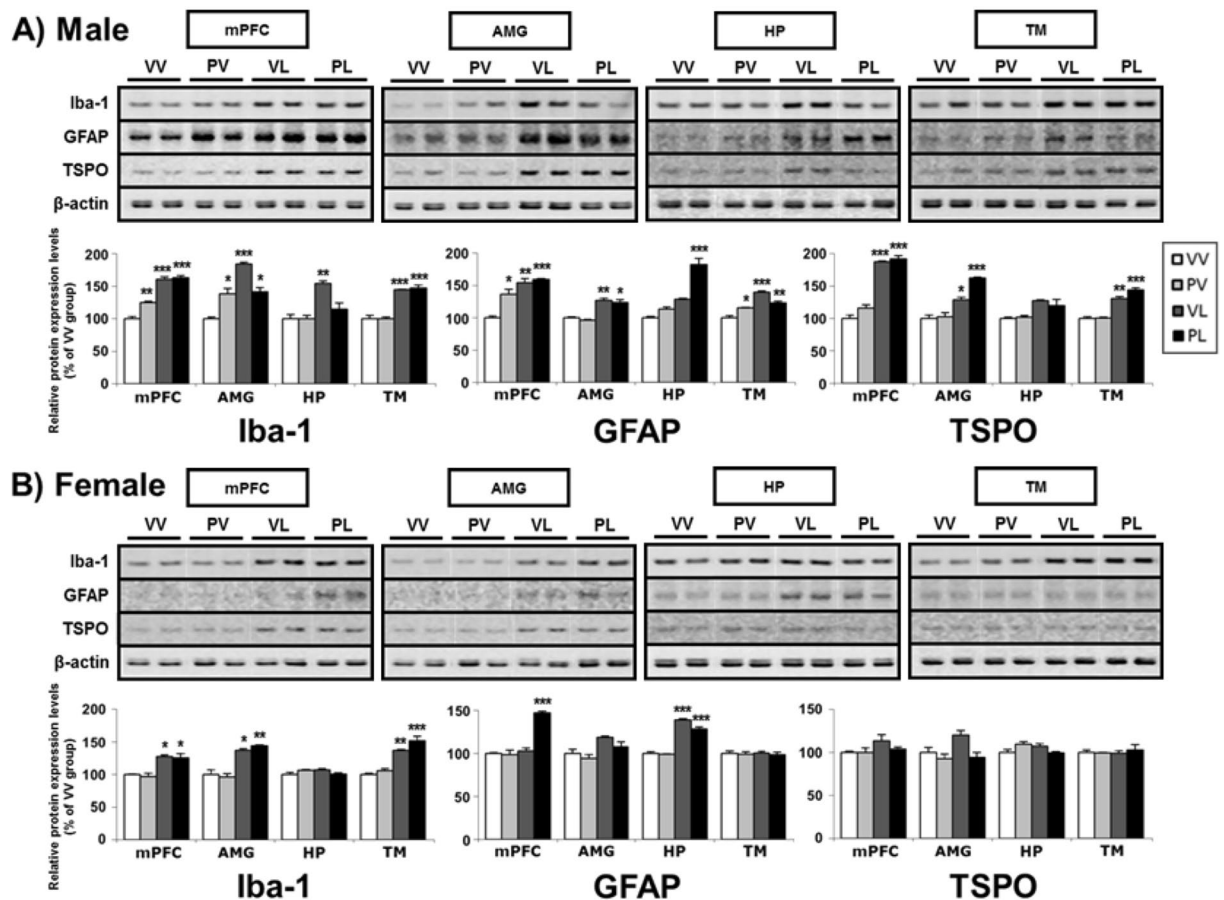 A) Male
mPFC AMG HP TM
VV PV VL PL VV PV VL PL VV PV VL PL VV PV VL PL
Iba-1
GFAP
TSPO
β-actin
Relative protein expression levels
(% of VV group)
200
150
100
50
0
** *** *** * *** * ** *** ***
mPFC AMG HP TM
Iba-1
200
150
100
50
0
* ** *** ** * *** * *** **
mPFC AMG HP TM
GFAP
200
150
100
50
0
*** *** * *** ** ***
mPFC AMG HP TM
TSPO
VV
PV
VL
PL
B) Female
mPFC AMG HP TM
VV PV VL PL VV PV VL PL VV PV VL PL VV PV VL PL
Iba-1
GFAP
TSPO
β-actin
Relative protein expression levels
(% of VV group)
200
150
100
50
0
* * * ** ** ***
mPFC AMG HP TM
Iba-1
150
100
50
0
*** *** ***
mPFC AMG HP TM
GFAP
150
100
50
0
mPFC AMG HP TM
TSPO